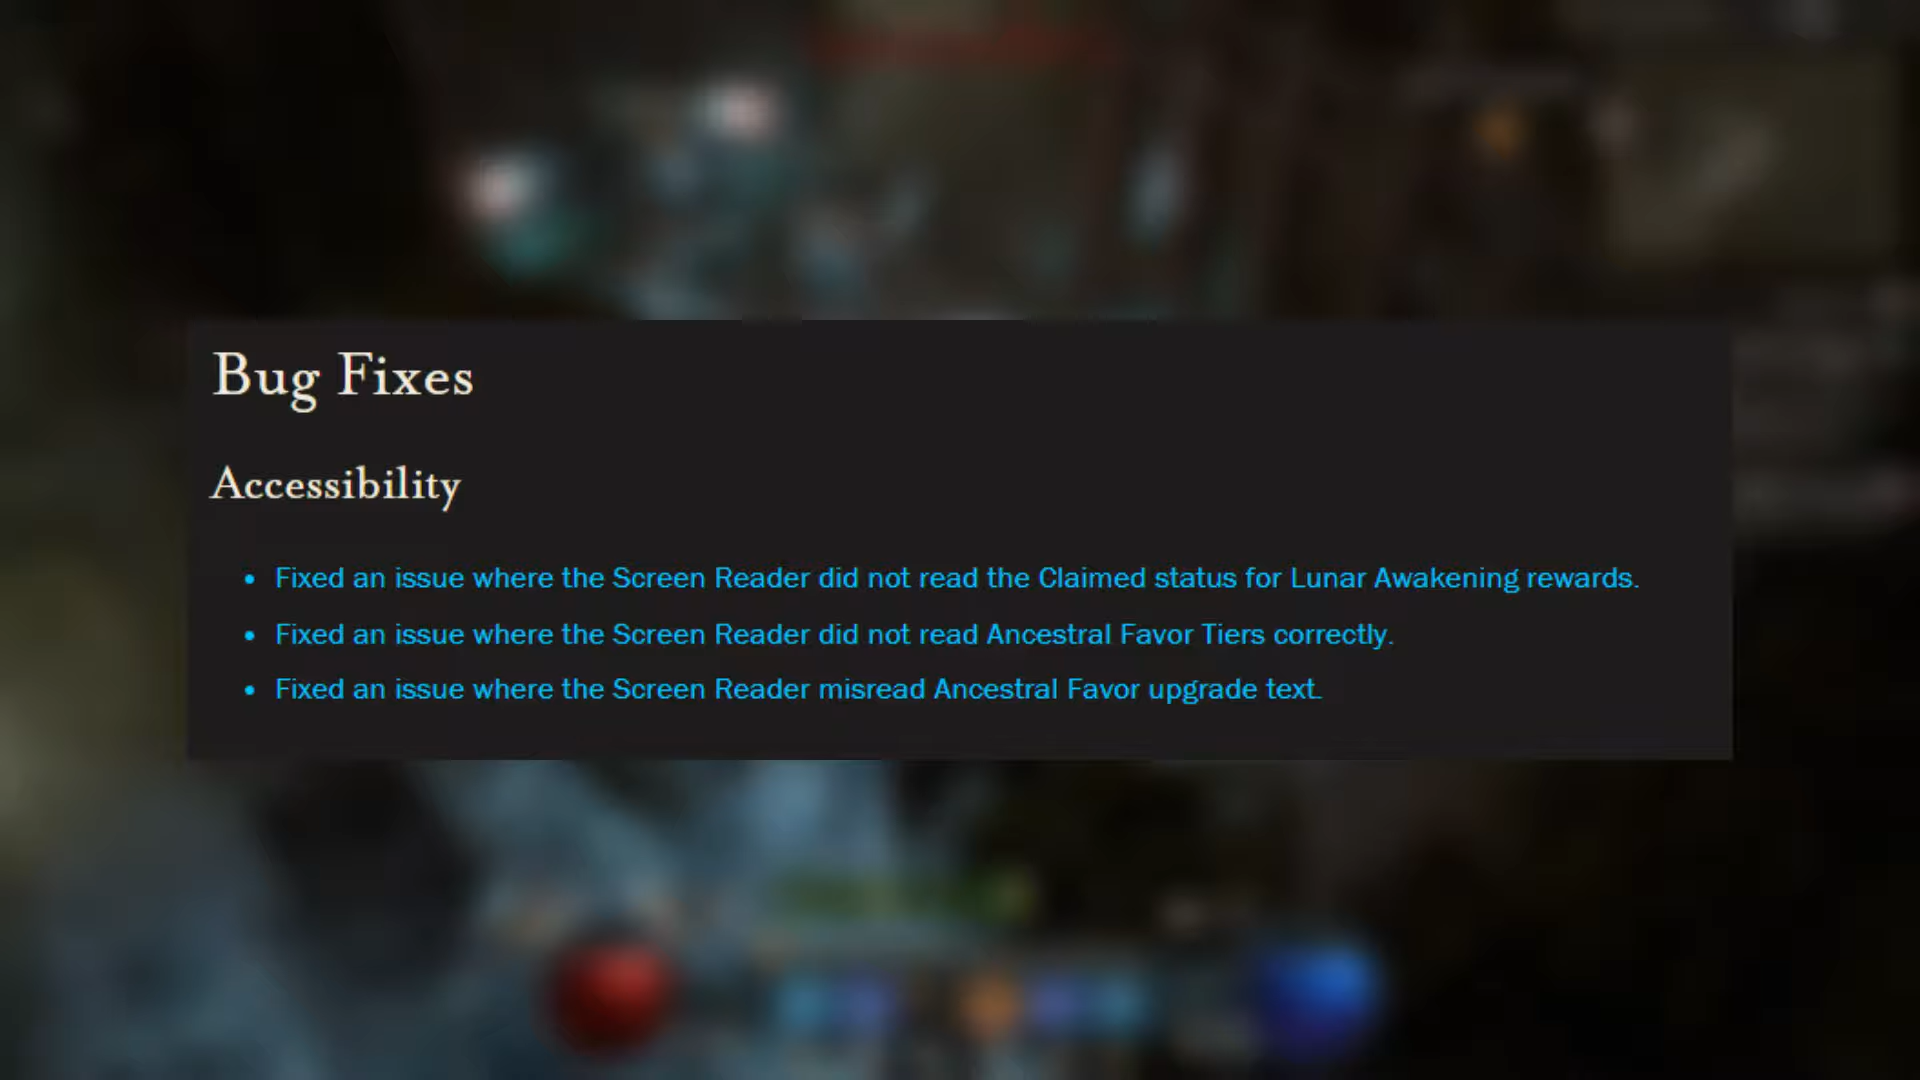 Bug Fixes
Accessibility
• Fixed an issue where the Screen Reader did not read the Claimed status for Lunar Awakening rewards.
• Fixed an issue where the Screen Reader did not read Ancestral Favor Tiers correctly.
• Fixed an issue where the Screen Reader misread Ancestral Favor upgrade text.